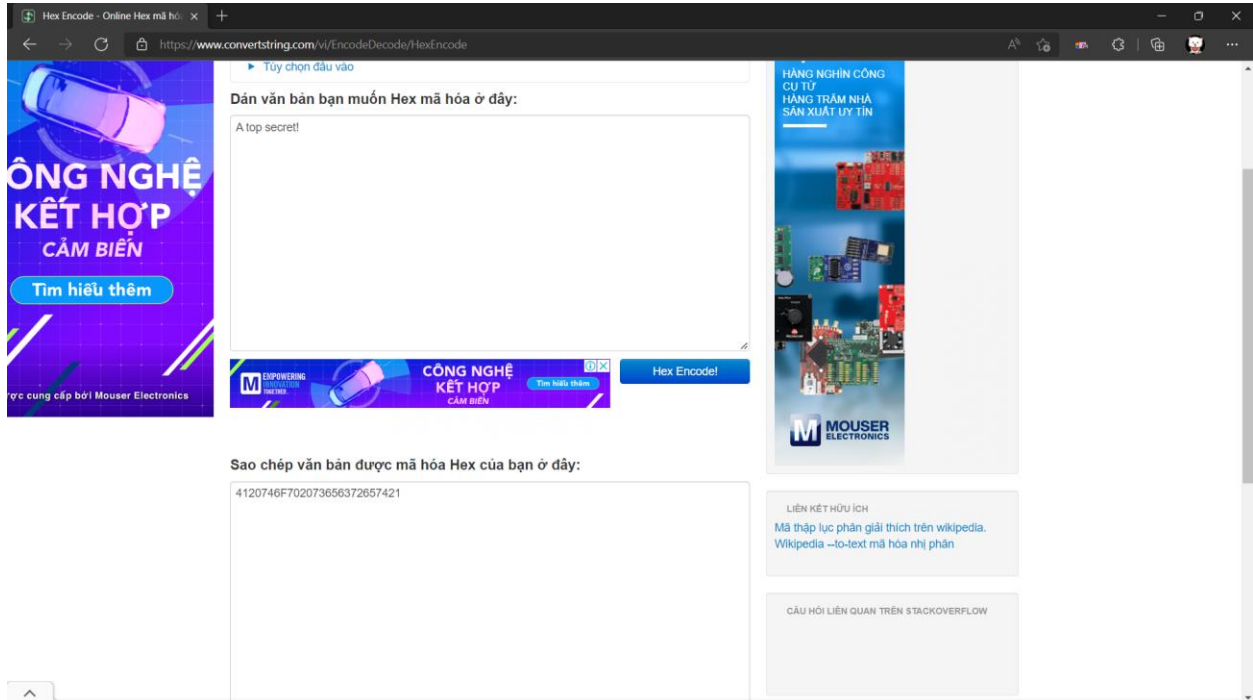 Hex Encode - Online Hex mã hó
https://www.convertstring.com/vi/EncodeDecode/HexEncode
Tùy chọn đầu vào
Dán văn bản bạn muốn Hex mã hóa ở đây:
A top secret!
ÔNG NGHỆ
KẾT HỢP
CẢM BIẾN
Tìm hiểu thêm
ợc cung cấp bởi Mouser Electronics
HÀNG NGHÌN CÔNG
CỤ TỪ
HÀNG TRĂM NHÀ
SẢN XUẤT UY TÍN
M EMPOWERING
INNOVATION
TOGETHER
CÔNG NGHỆ
KẾT HỢP
CẢM BIẾN
Tìm hiểu thêm
Hex Encode!
M MOUSER
ELECTRONICS
Sao chép văn bản được mã hóa Hex của bạn ở đây:
4120746F702073656372657421
LIÊN KẾT HỮU ÍCH
Mã thập lục phân giải thích trên wikipedia.
Wikipedia --to-text mã hóa nhị phân
CÂU HỎI LIÊN QUAN TRÊN STACKOVERFLOW